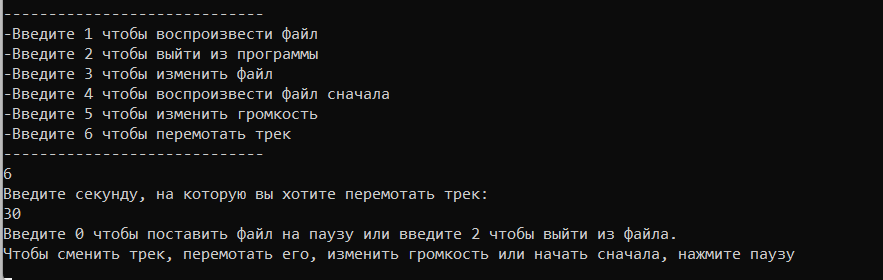 -----------------------------
-Введите 1 чтобы воспроизвести файл
-Введите 2 чтобы выйти из программы
-Введите 3 чтобы изменить файл
-Введите 4 чтобы воспроизвести файл сначала
-Введите 5 чтобы изменить громкость
-Введите 6 чтобы перемотать трек
-----------------------------
6
Введите секунду, на которую вы хотите перемотать трек:
30
Введите 0 чтобы поставить файл на паузу или введите 2 чтобы выйти из файла.
Чтобы сменить трек, перемотать его, изменить громкость или начать сначала, нажмите паузу